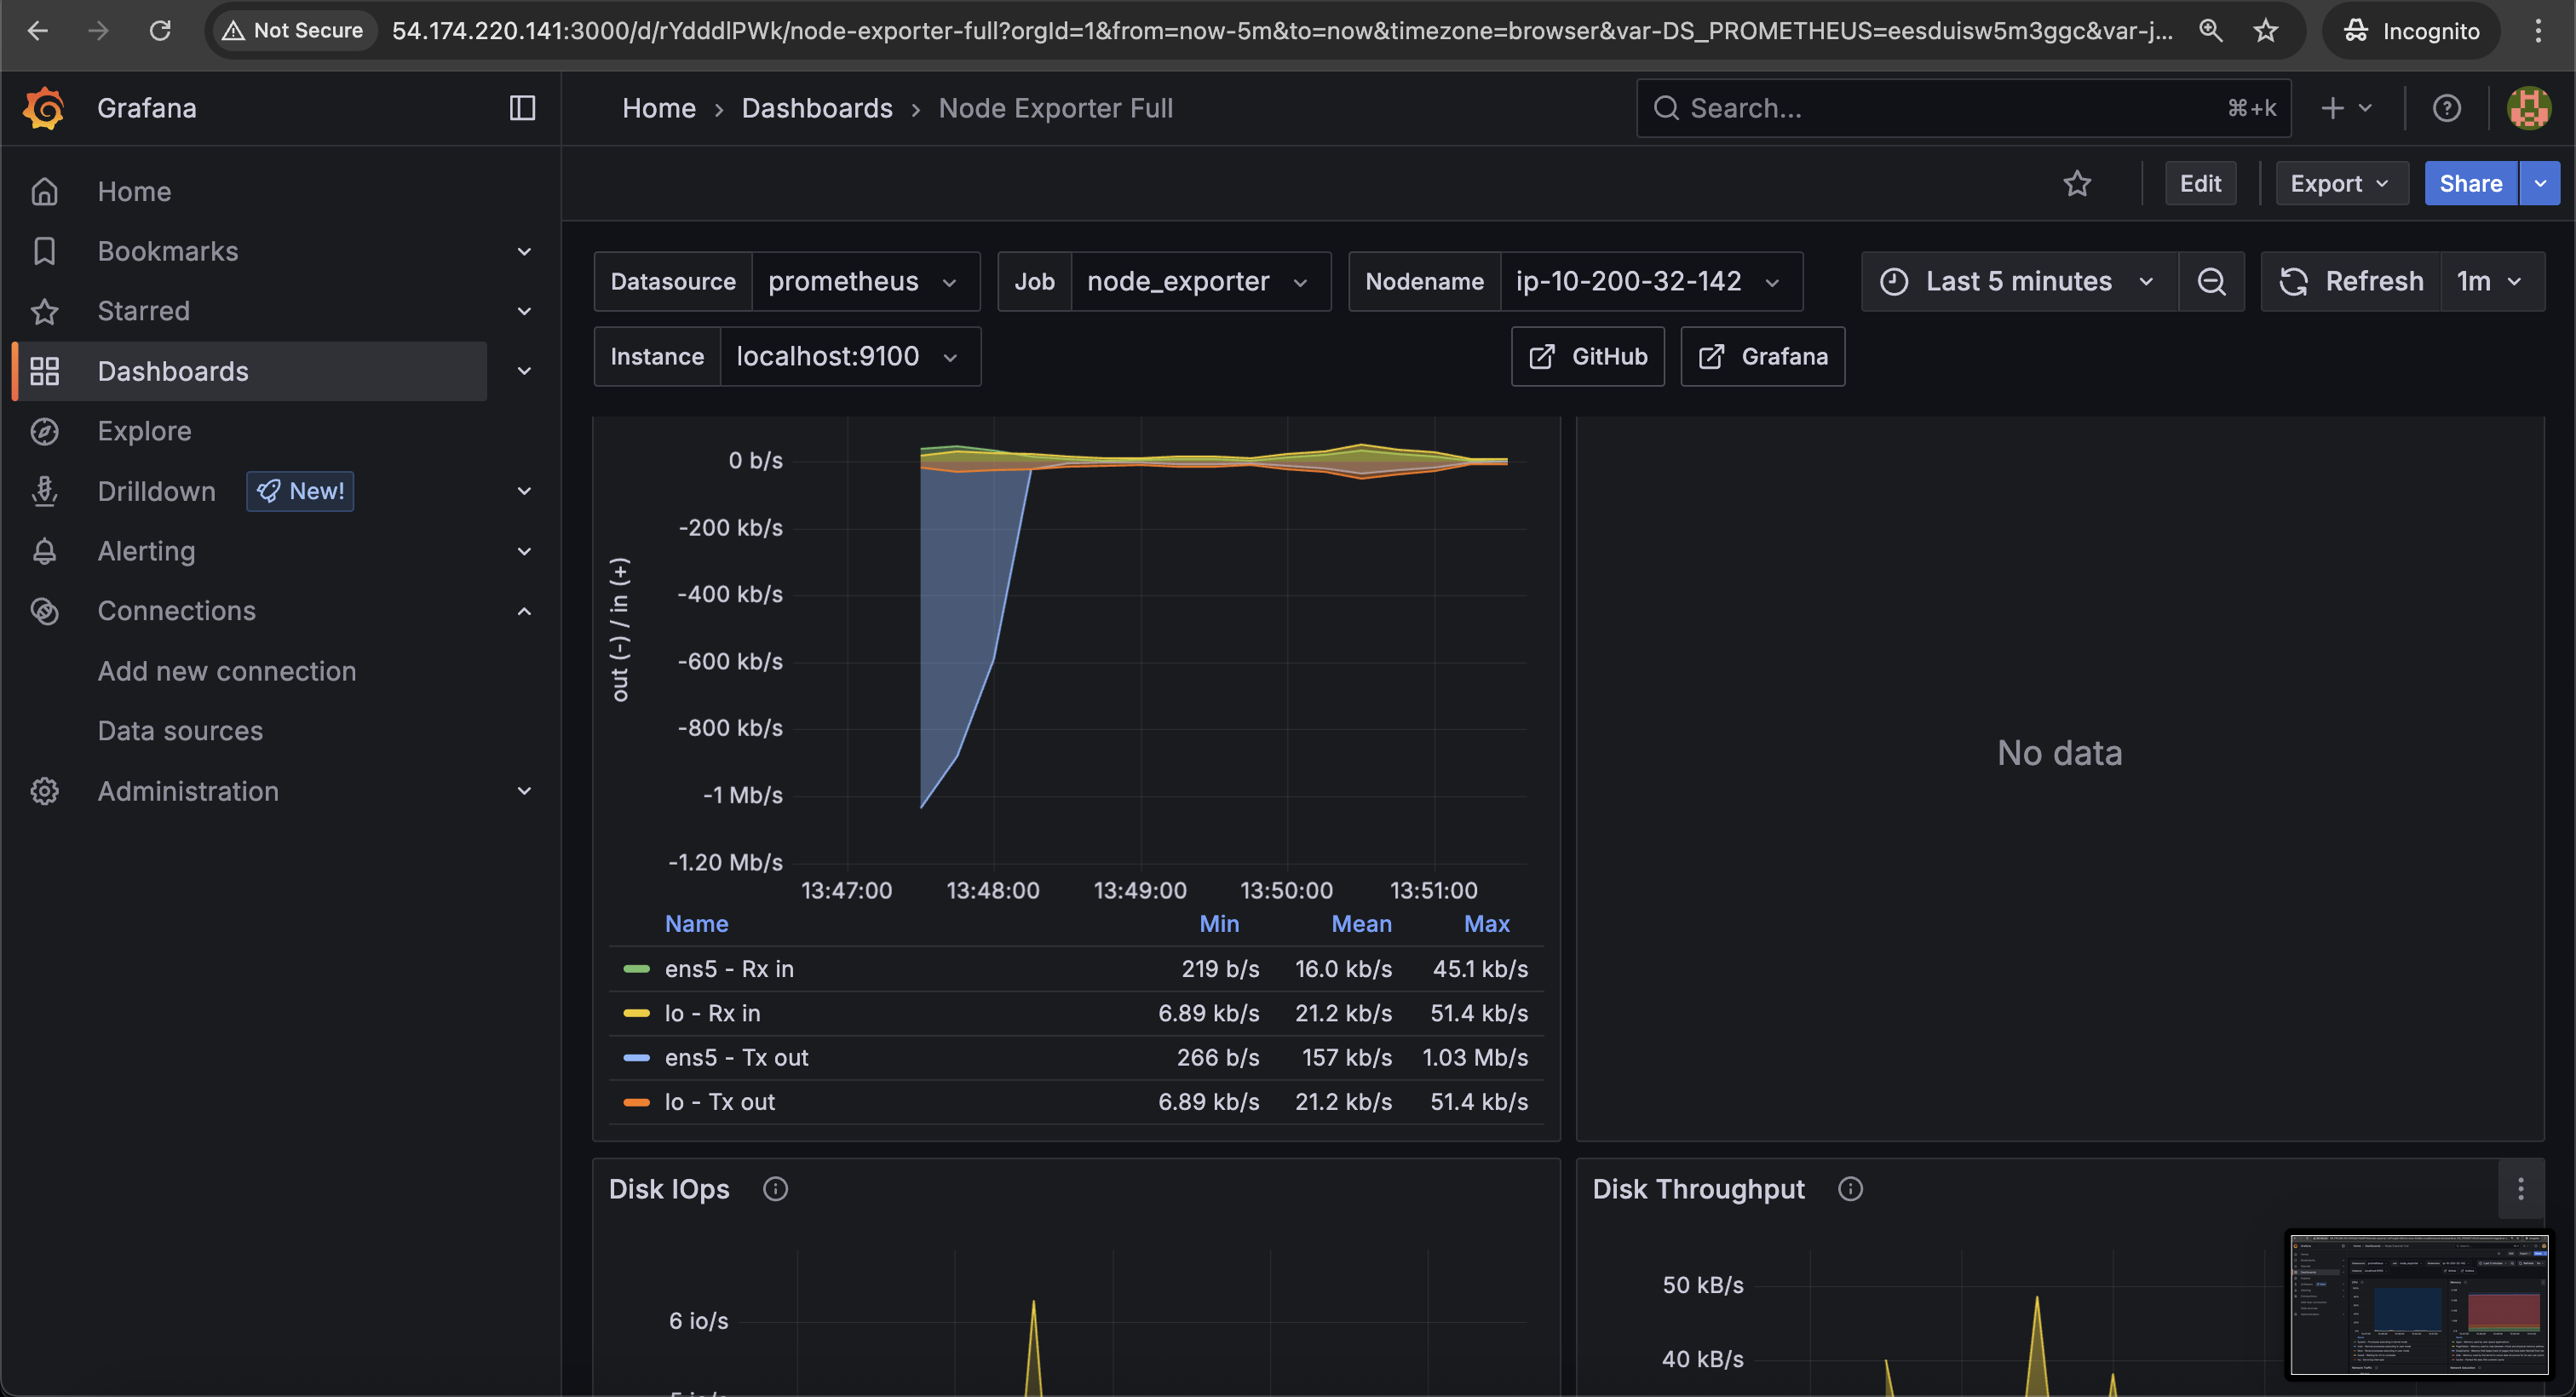 Not Secure 54.174.220.141:3000/d/rYdddlPWk/node-exporter-full?orgId=1&from=now-5m&to=now&timezone=browser&var-DS_PROMETHEUS=eesduisw5m3ggc&var-j... Incognito
Grafana
Home › Dashboards › Node Exporter Full
Search... ⌘+k
Edit Export Share
Home
Bookmarks
Starred
Dashboards
Explore
Drilldown New!
Alerting
Connections
Add new connection
Data sources
Administration
Datasource prometheus Job node_exporter Nodename ip-10-200-32-142 Last 5 minutes Refresh 1m
Instance localhost:9100 GitHub Grafana
out (-) / in (+)
0 b/s
-200 kb/s
-400 kb/s
-600 kb/s
-800 kb/s
-1 Mb/s
-1.20 Mb/s
13:47:00 13:48:00 13:49:00 13:50:00 13:51:00
Name Min Mean Max
ens5 - Rx in 219 b/s 16.0 kb/s 45.1 kb/s
lo - Rx in 6.89 kb/s 21.2 kb/s 51.4 kb/s
ens5 - Tx out 266 b/s 157 kb/s 1.03 Mb/s
lo - Tx out 6.89 kb/s 21.2 kb/s 51.4 kb/s
No data
Disk IOps
6 io/s
Disk Throughput
50 kB/s
40 kB/s